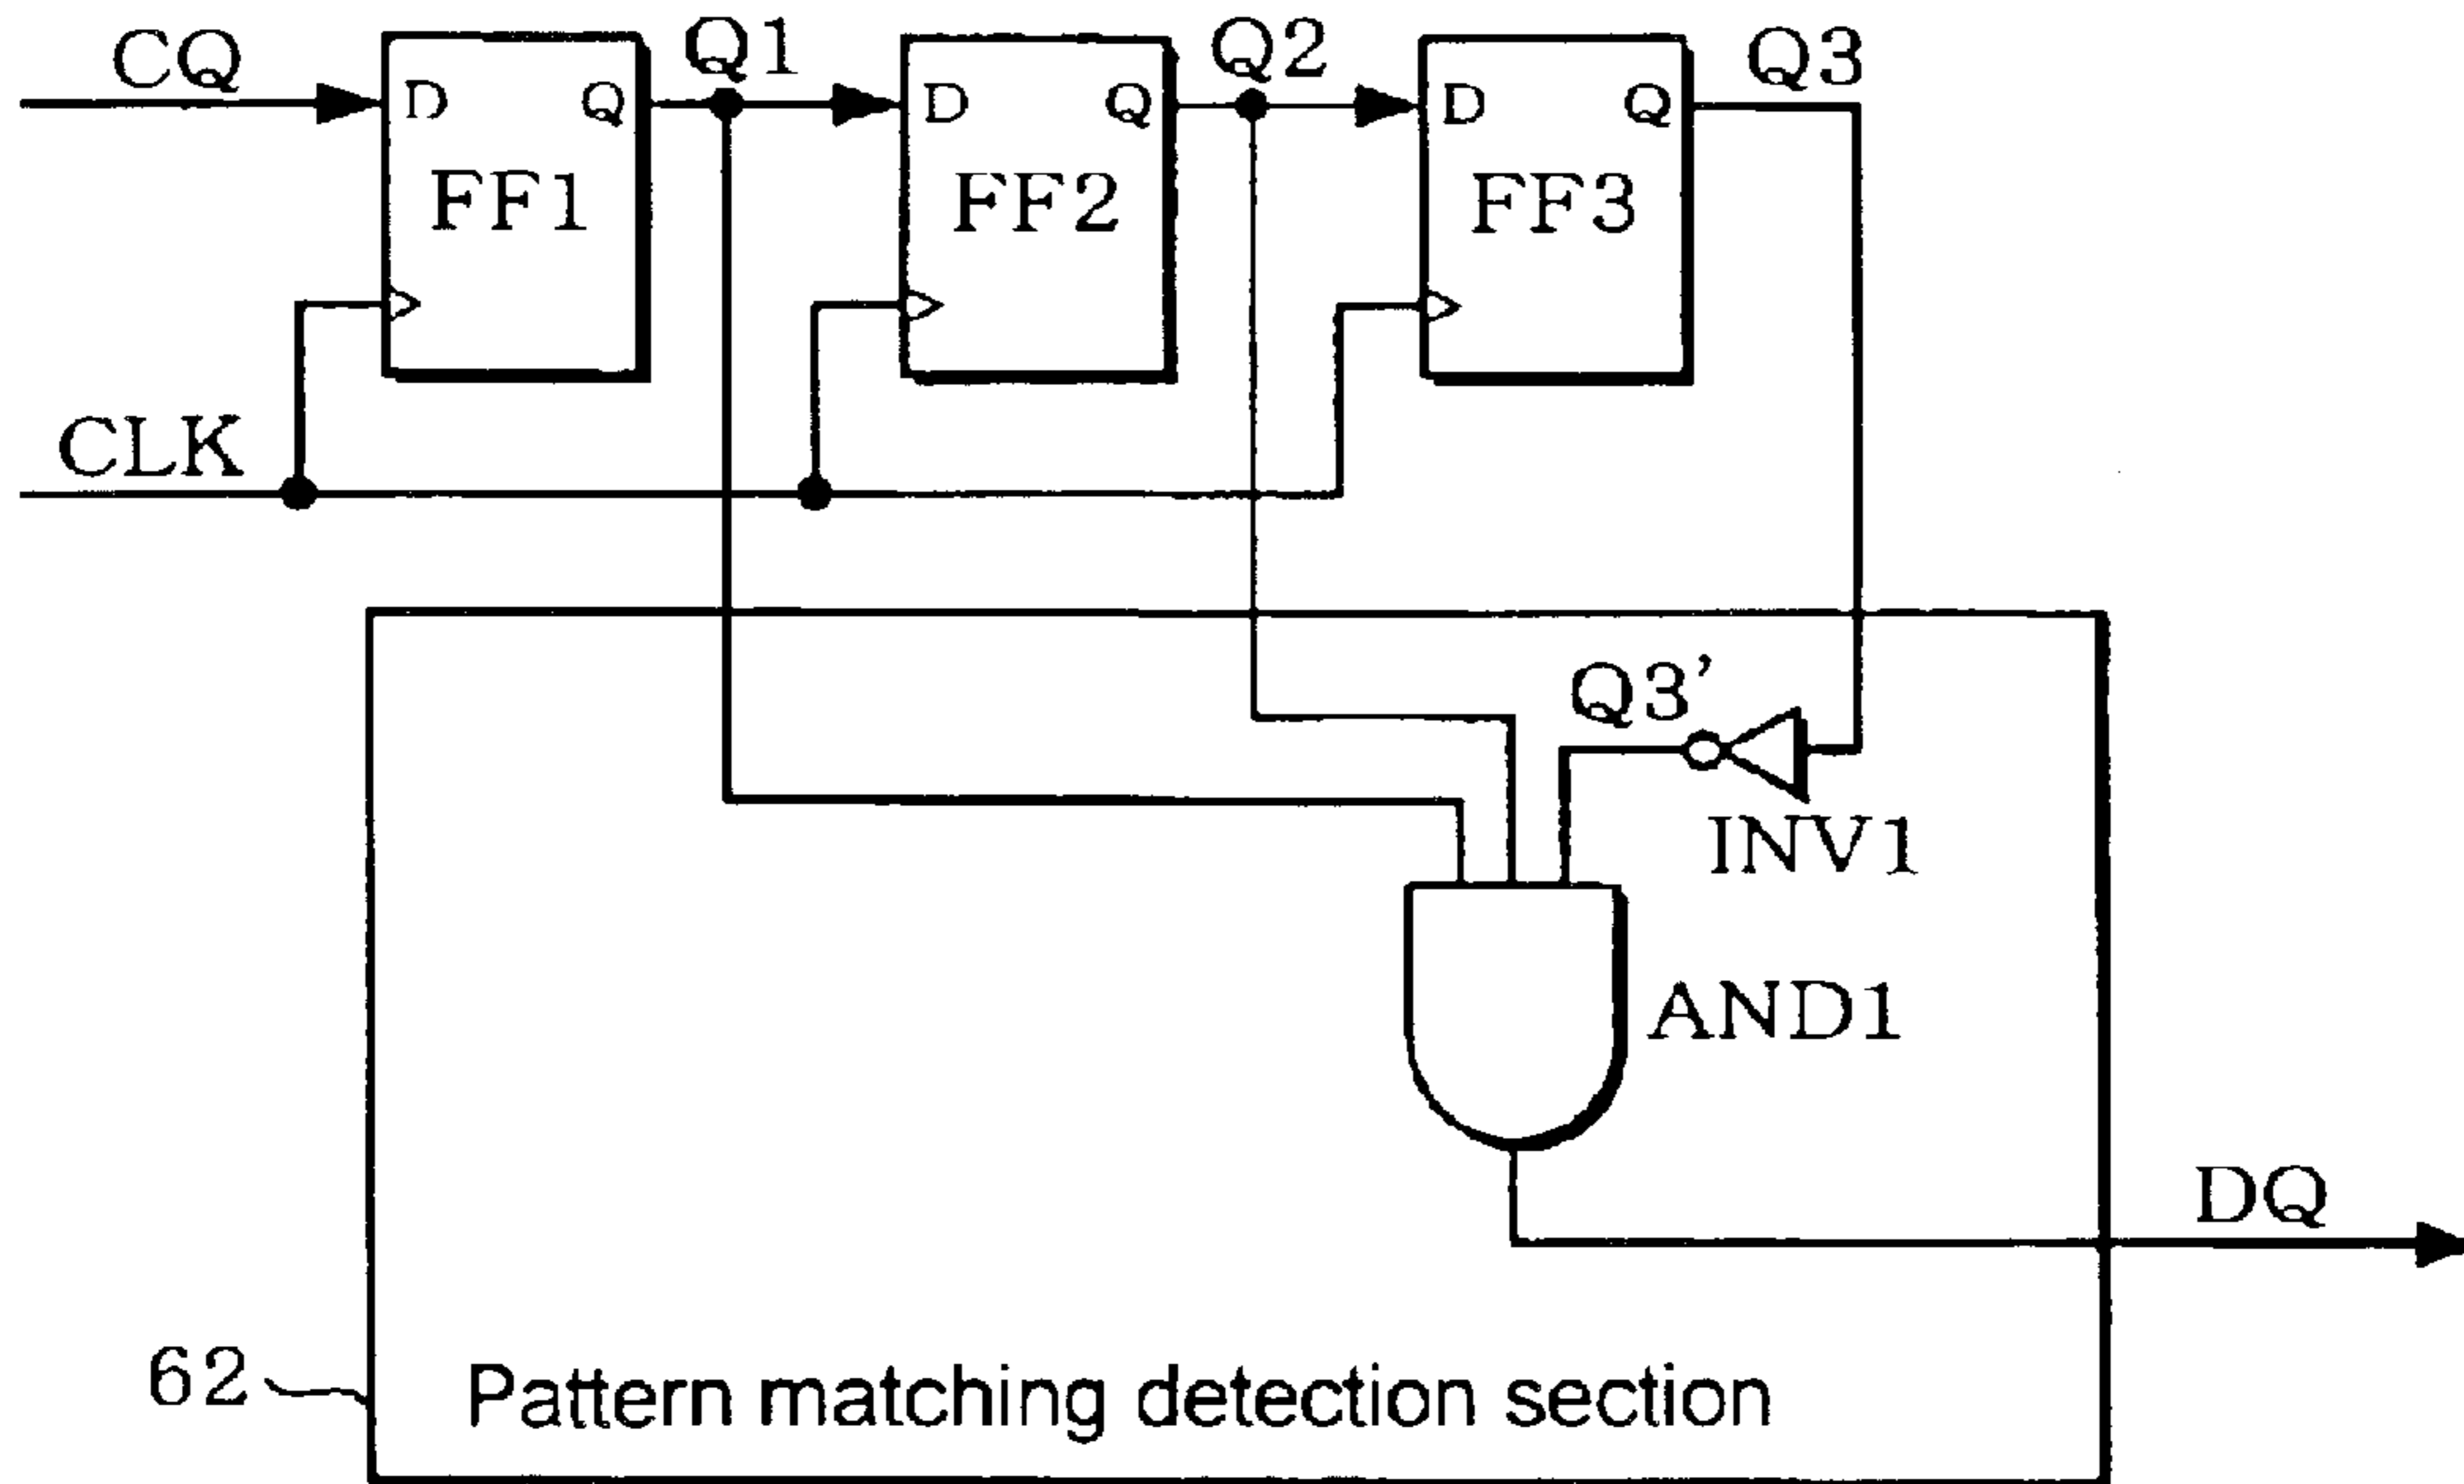 CQ
Q1
Q2
Q3
D
Q
D
Q
D
Q
FF1
FF2
FF3
CLK
Q3'
INV1
AND1
DQ
62
Pattern matching detection section